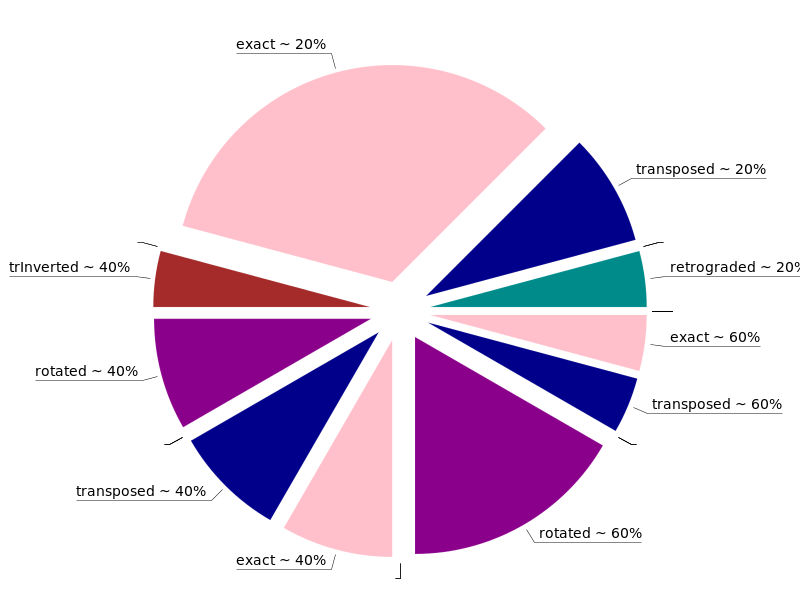 exact ~ 20%
transposed ~ 20%
trInverted ~ 40%
retrograded ~ 20%
exact ~ 60%
rotated ~ 40%
transposed ~ 60%
transposed ~ 40%
rotated ~ 60%
exact ~ 40%